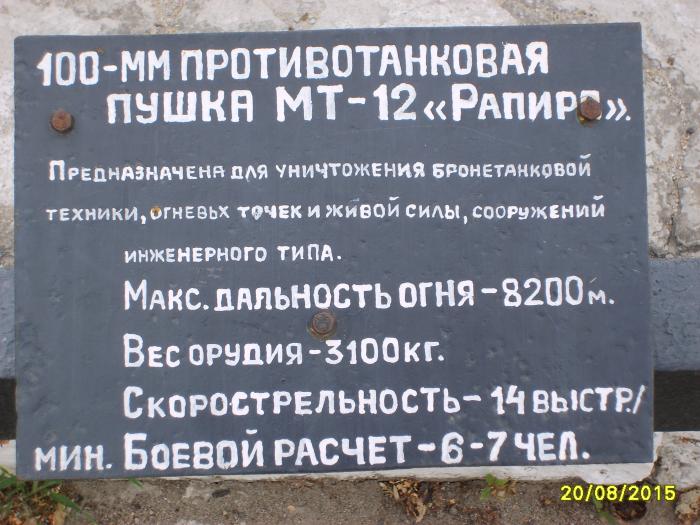 100-ММ ПРОТИВОТАНКОВАЯ
ПУШКА МТ-12 «РАПИРА».
ПРЕДНАЗНАЧЕНА ДЛЯ УНИЧТОЖЕНИЯ БРОНЕТАНКОВОЙ
ТЕХНИКИ, ОГНЕВЫХ ТОЧЕК И ЖИВОЙ СИЛЫ, СООРУЖЕНИЙ
ИНЖЕНЕРНОГО ТИПА.
МАКС. ДАЛЬНОСТЬ ОГНЯ - 8200 М.
ВЕС ОРУДИЯ - 3100 КГ.
СКОРОСТРЕЛЬНОСТЬ - 14 ВЫСТР./
МИН. БОЕВОЙ РАСЧЕТ - 6-7 ЧЕЛ.
20/08/2015